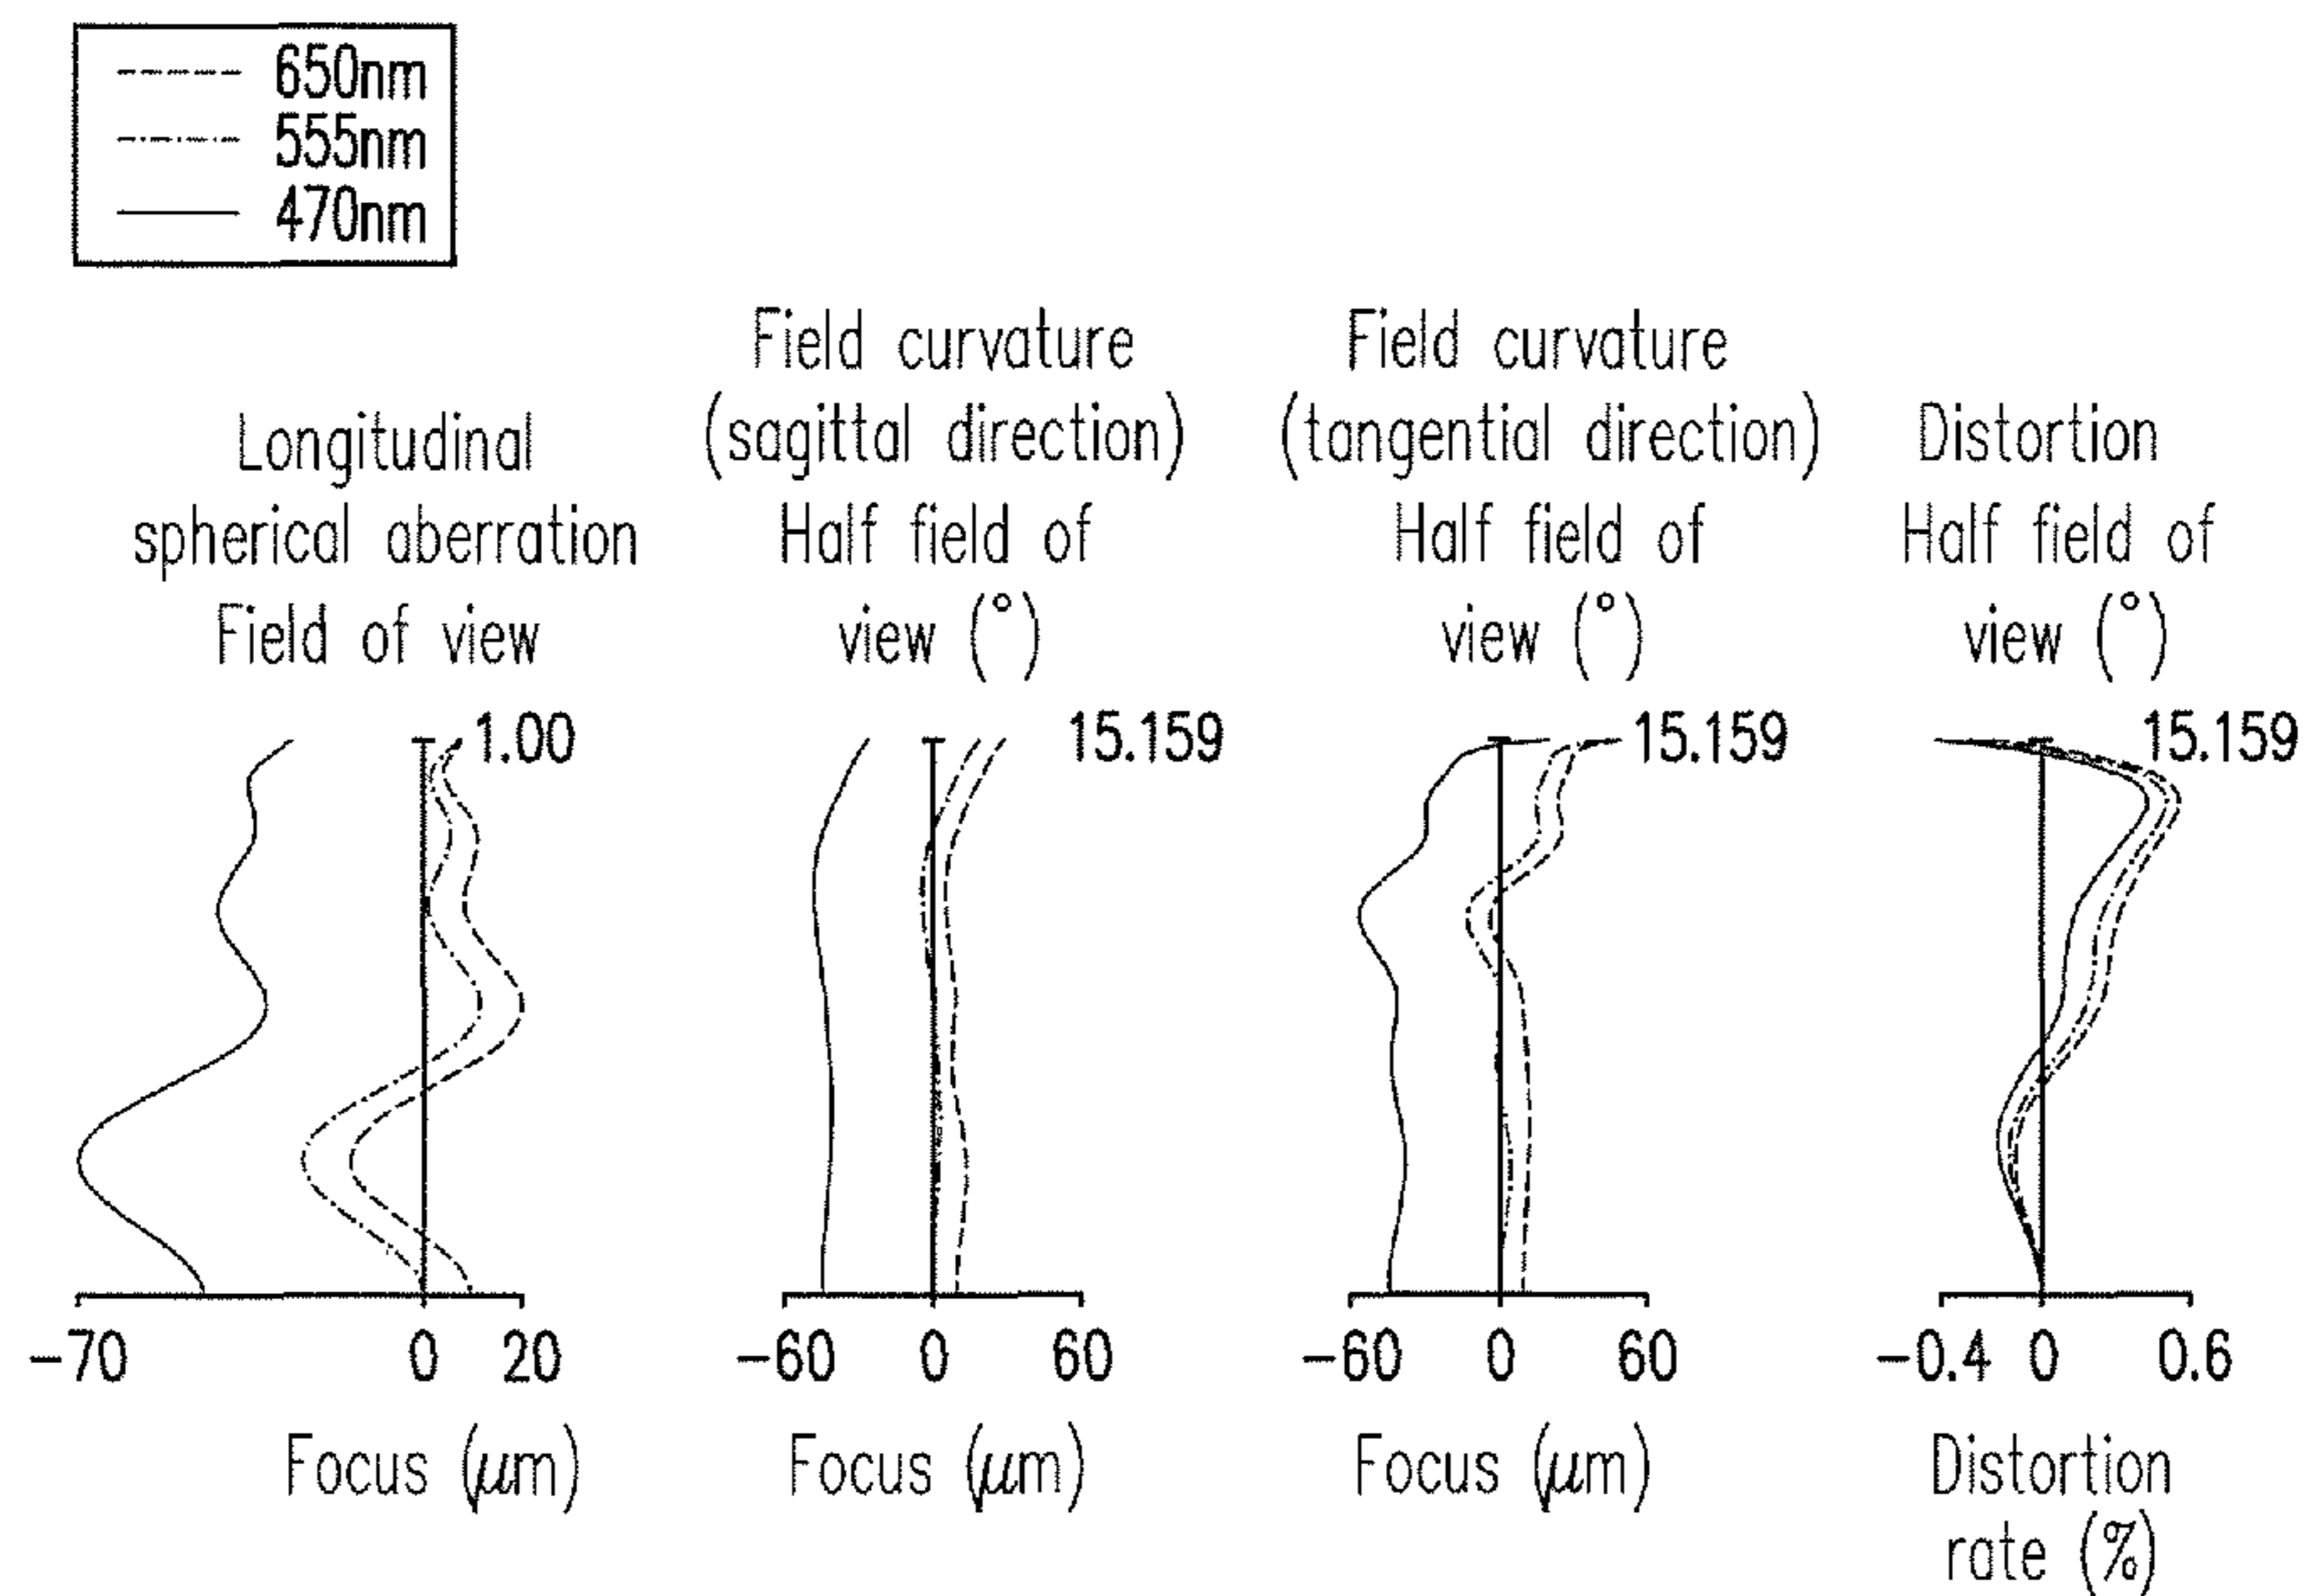 650nm
555nm
470nm
Longitudinal
spherical aberration
Field of view
1.00
-70 0 20
Focus (μm)
Field curvature
(sagittal direction)
Half field of
view (°)
15.159
-60 0 60
Focus (μm)
Field curvature
(tangential direction)
Half field of
view (°)
15.159
-60 0 60
Focus (μm)
Distortion
Half field of
view (°)
15.159
-0.4 0 0.6
Distortion
rate (%)